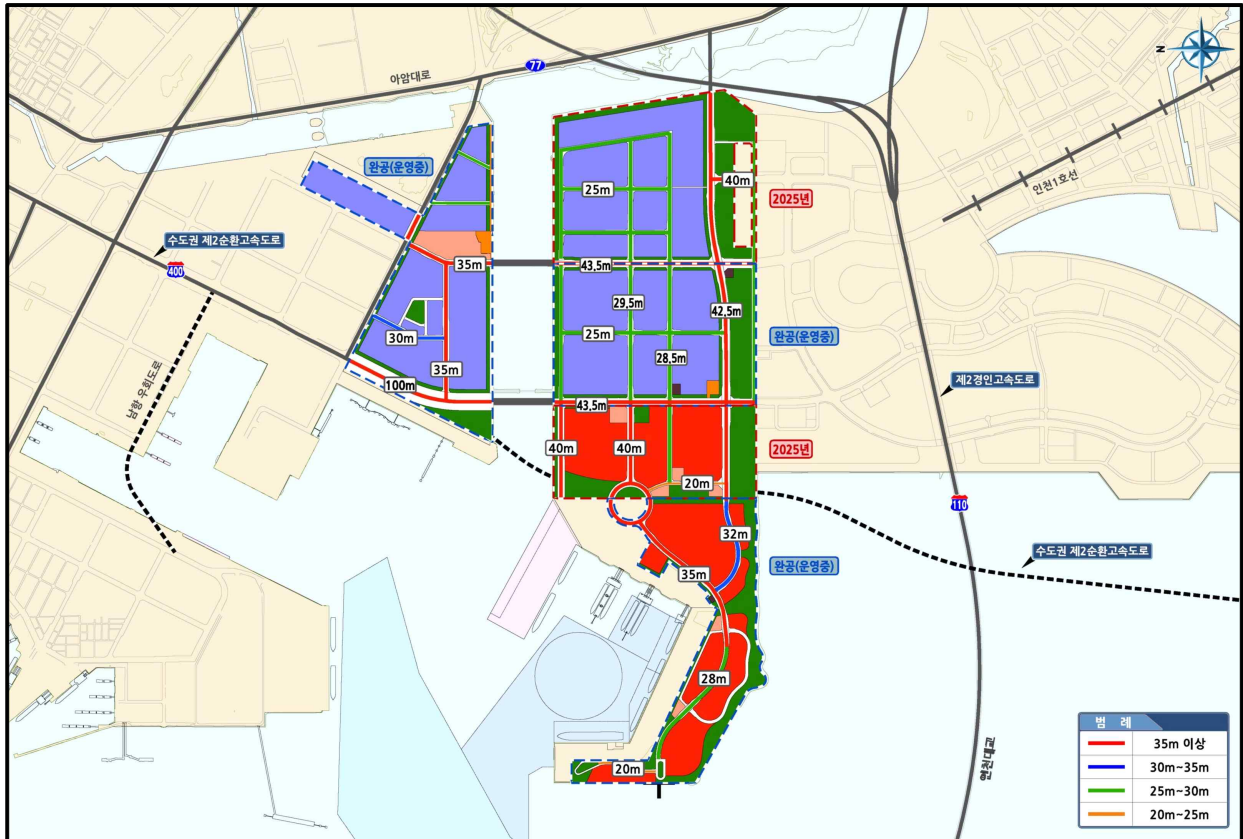 N
77
아암대로
완공(운영중)
인천1호선
40m
25m
2025년
수도권 제2순환고속도로
400
35m
43.5m
29.5m
42.5m
완공(운영중)
30m
25m
28.5m
35m
100m
43.5m
제2경인고속도로
남항 우회도로
40m
40m
2025년
20m
110
32m
수도권 제2순환고속도로
35m
완공(운영중)
28m
범 례
35m 이상
30m~35m
25m~30m
20m~25m
20m
인천대교